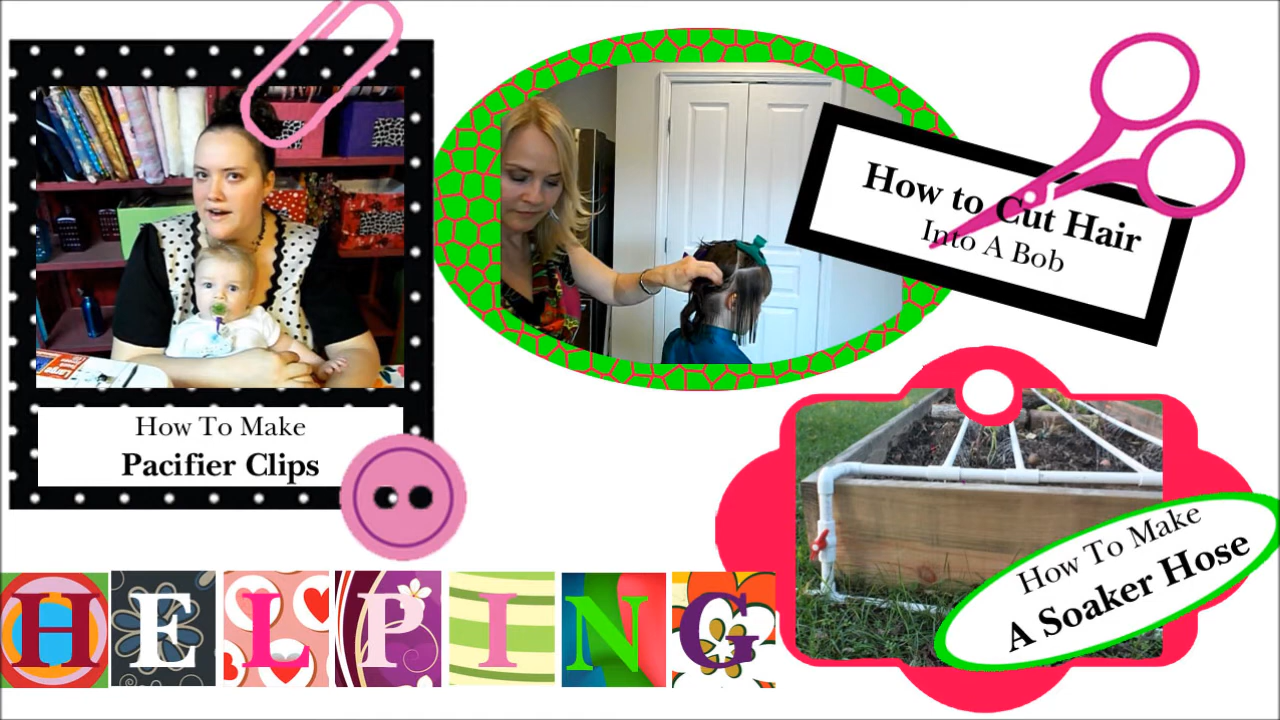 How To Make
Pacifier Clips
How to Cut Hair
Into A Bob
How To Make
A Soaker Hose
HELPING